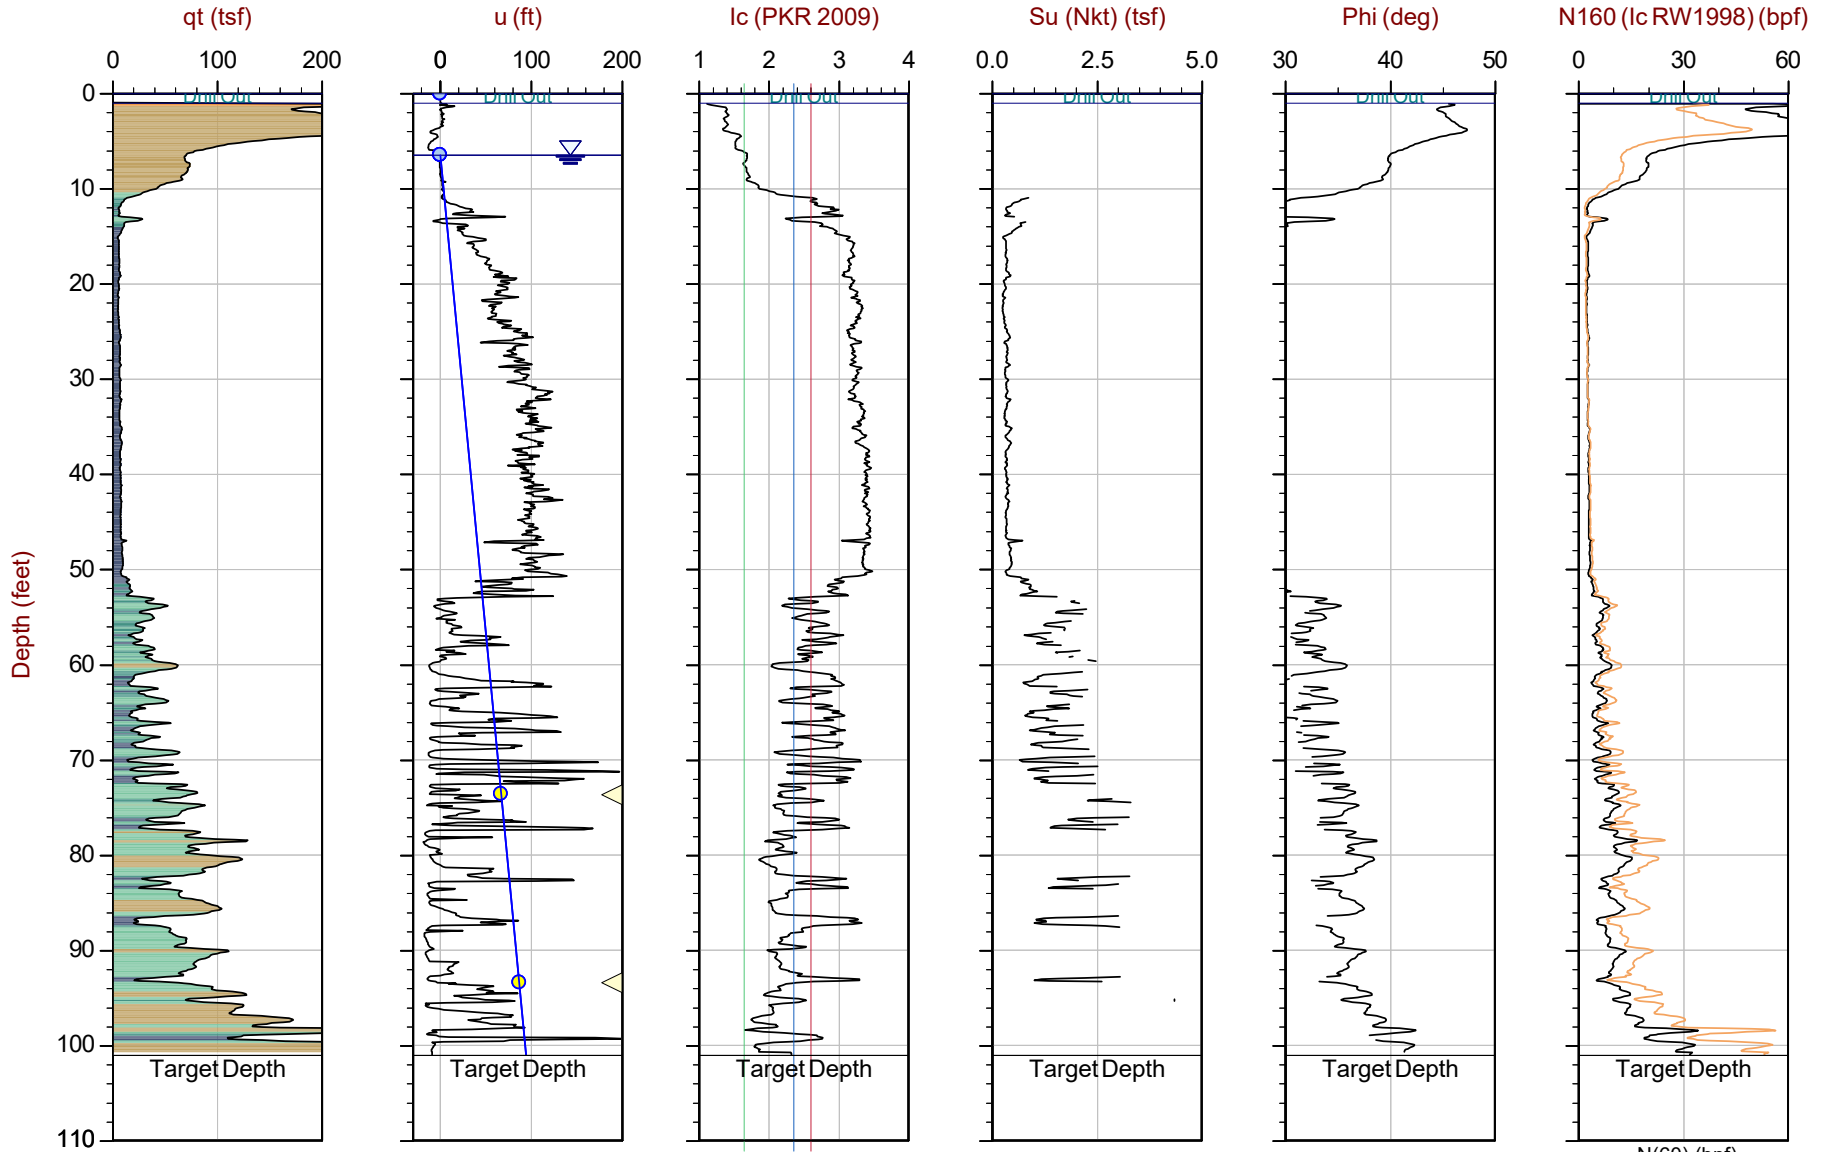 qt (tsf) u (ft) Ic (PKR 2009) Su (Nkt) (tsf) Phi (deg) N160 (Ic RW1998) (bpf)
0 100 200 0 100 200 1 2 3 4 0.0 2.5 5.0 30 40 50 0 30 60
Drill Out Drill Out Drill Out Drill Out Drill Out Drill Out
0
10
20
30
40
50
60
70
80
90
100
110
Depth (feet)
Target Depth Target Depth Target Depth Target Depth Target Depth Target Depth
N(60) (bpf)